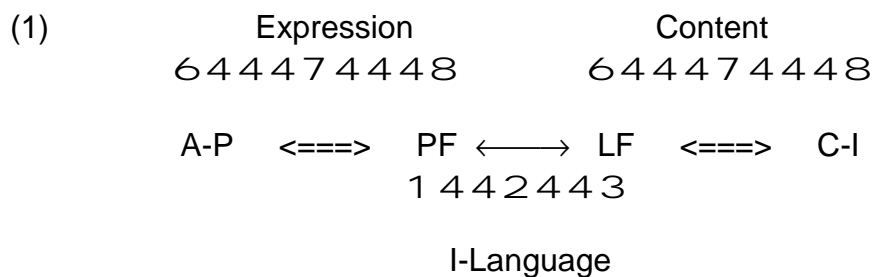 (1) Expression Content
644474448 644474448
A-P <===> PF ←⎯⎯→ LF <===> C-I
1442443
I-Language